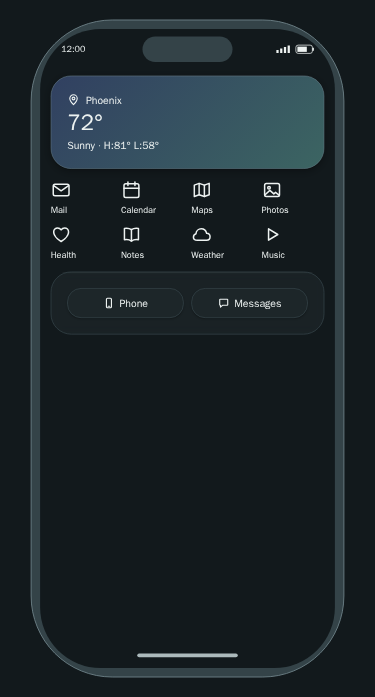 12:00
Phoenix
72°
Sunny · H:81° L:58°
Mail Calendar Maps Photos
Health Notes Weather Music
Phone Messages